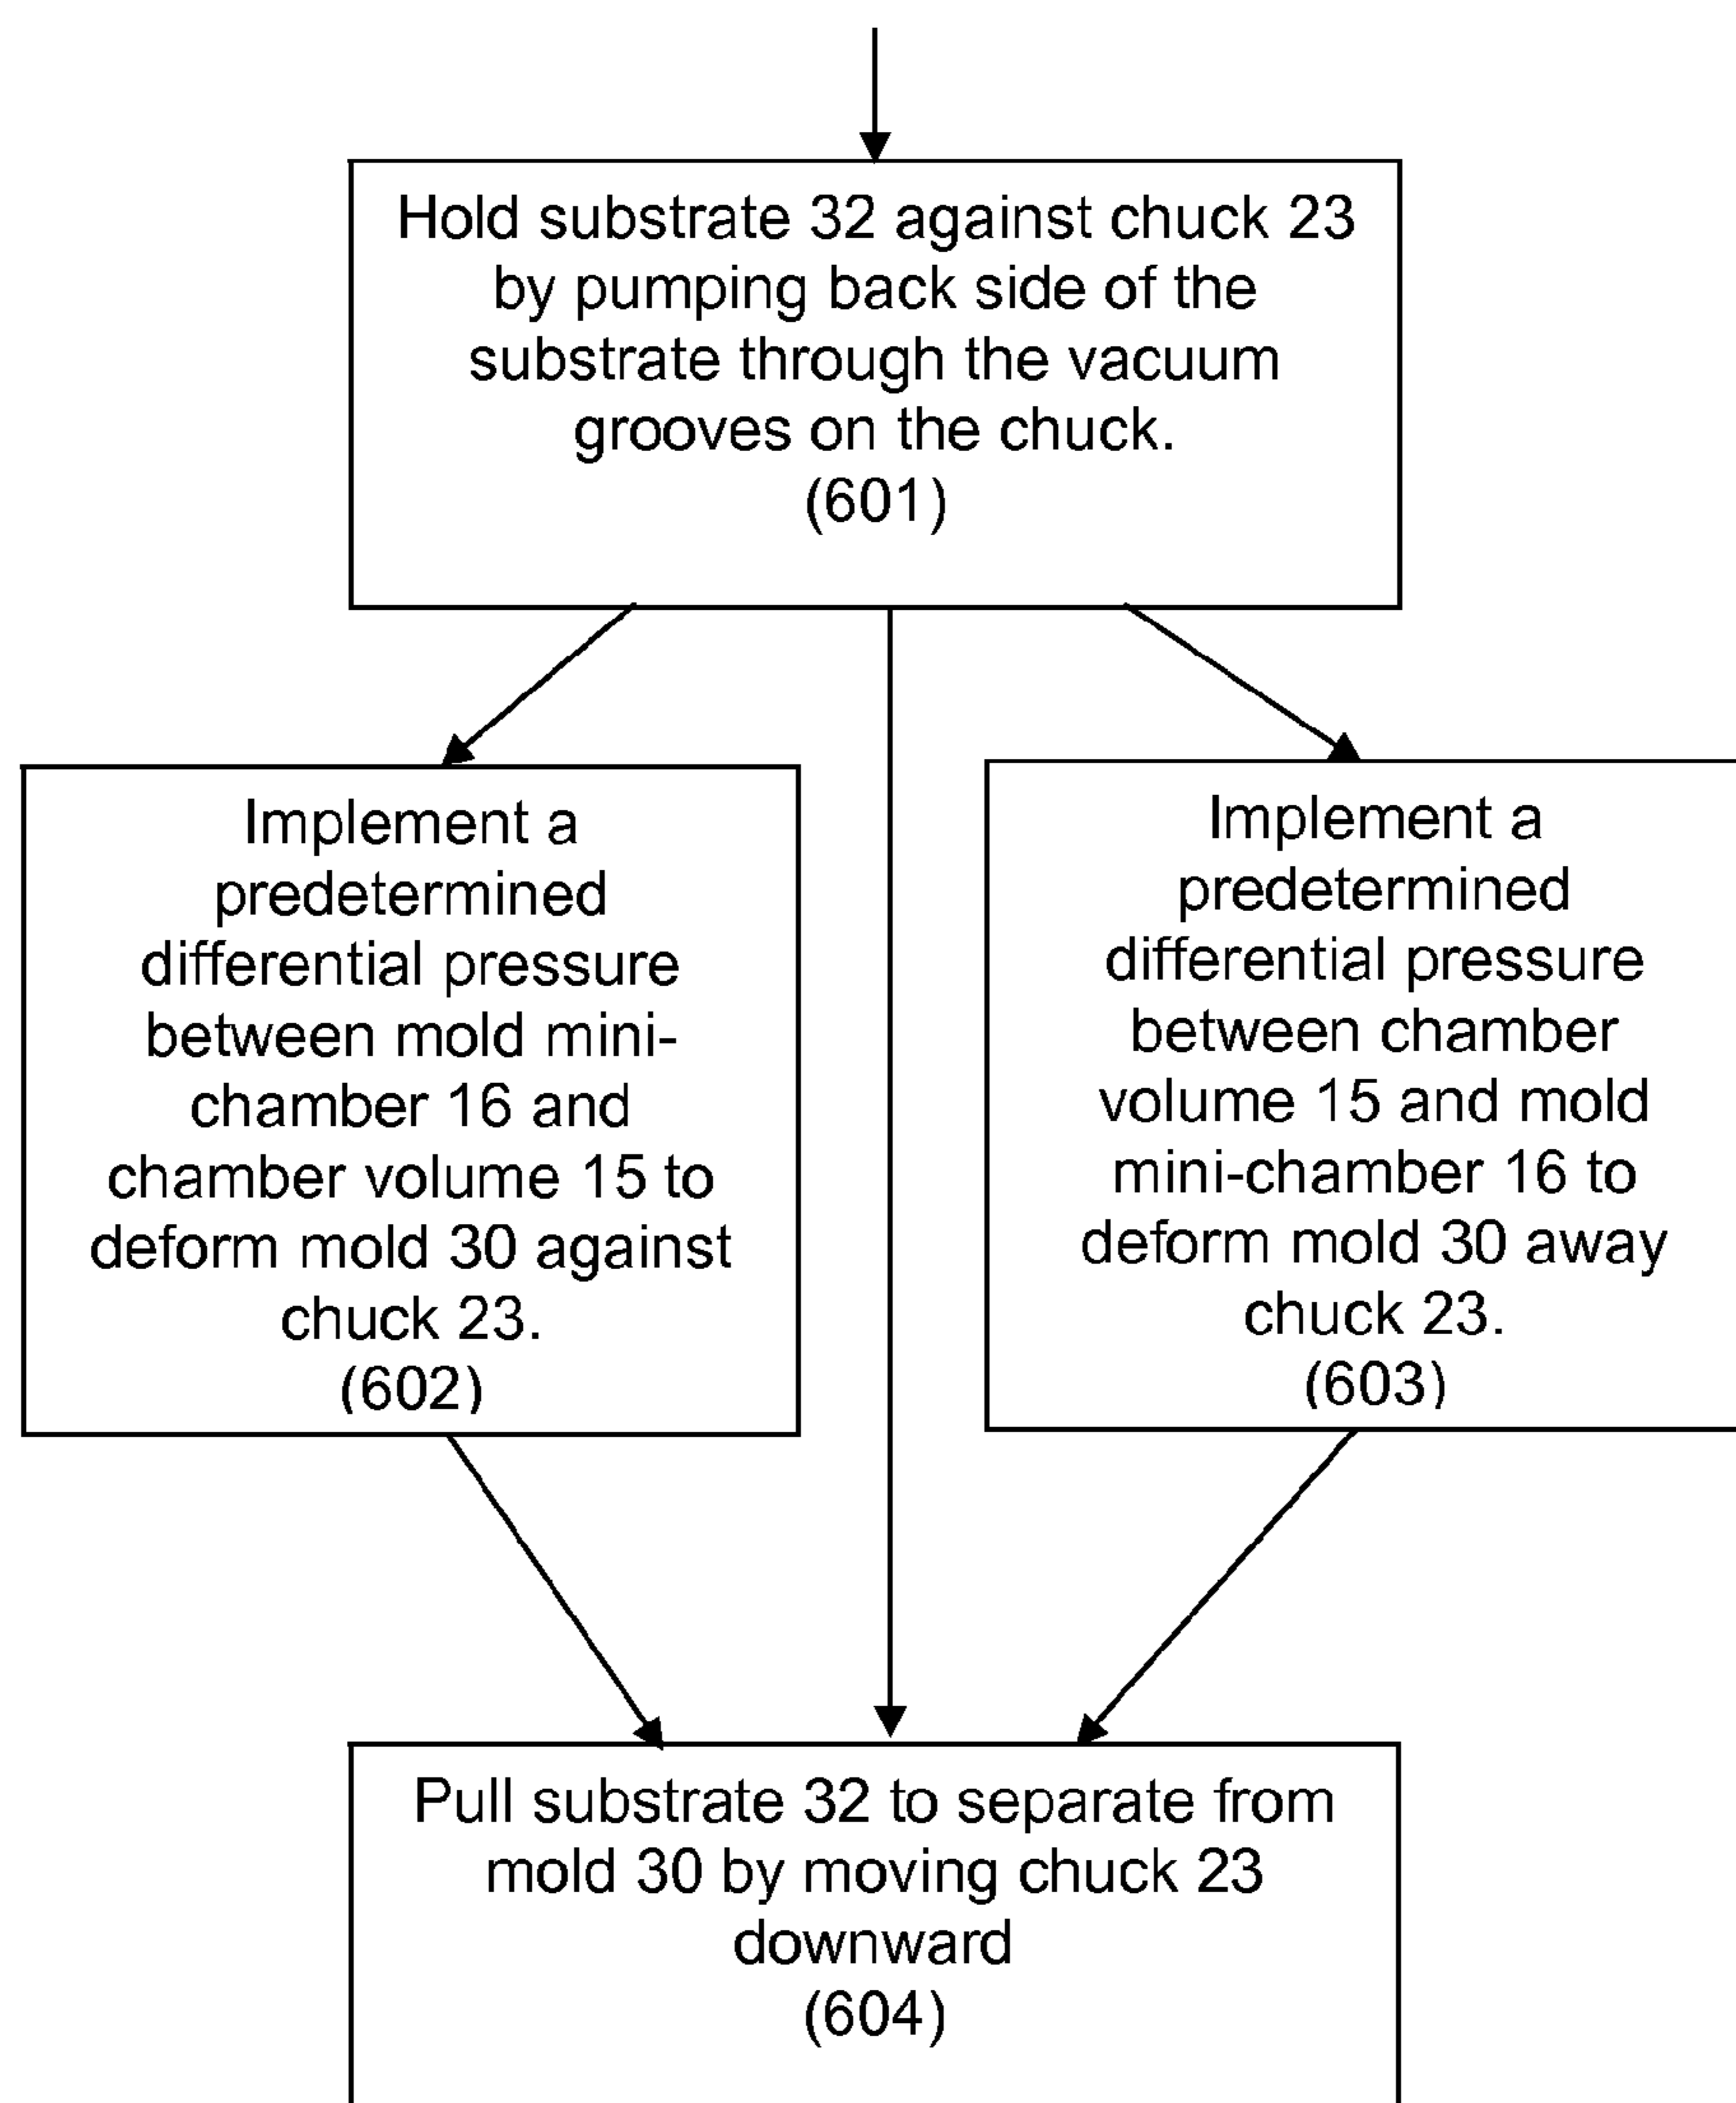 Hold substrate 32 against chuck 23
by pumping back side of the
substrate through the vacuum
grooves on the chuck.
(601)
Implement a
predetermined
differential pressure
between mold mini-
chamber 16 and
chamber volume 15 to
deform mold 30 against
chuck 23.
(602)
Implement a
predetermined
differential pressure
between chamber
volume 15 and mold
mini-chamber 16 to
deform mold 30 away
chuck 23.
(603)
Pull substrate 32 to separate from
mold 30 by moving chuck 23
downward
(604)